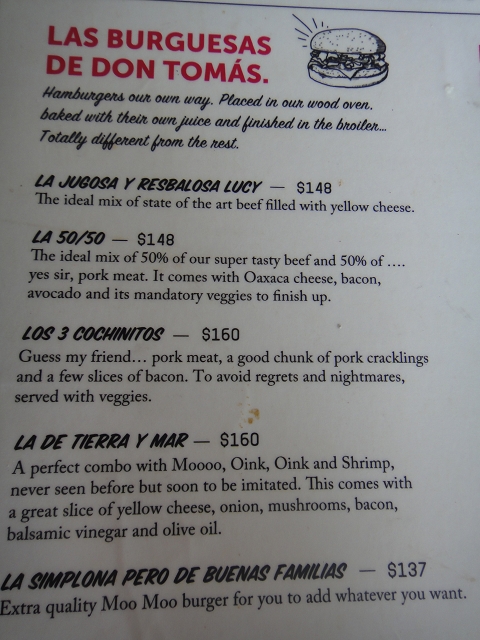 LAS BURGUESAS
DE DON TOMÁS.
Hamburgers our own way. Placed in our wood oven,
baked with their own juice and finished in the broiler...
Totally different from the rest.
LA JUGOSA Y RESBALOSA LUCY — $148
The ideal mix of state of the art beef filled with yellow cheese.
LA 50/50 — $148
The ideal mix of 50% of our super tasty beef and 50% of ....
yes sir, pork meat. It comes with Oaxaca cheese, bacon,
avocado and its mandatory veggies to finish up.
LOS 3 COCHINITOS — $160
Guess my friend... pork meat, a good chunk of pork cracklings
and a few slices of bacon. To avoid regrets and nightmares,
served with veggies.
LA DE TIERRA Y MAR — $160
A perfect combo with Moooo, Oink, Oink and Shrimp,
never seen before but soon to be imitated. This comes with
a great slice of yellow cheese, onion, mushrooms, bacon,
balsamic vinegar and olive oil.
LA SIMPLONA PERO DE BUENAS FAMILIAS — $137
Extra quality Moo Moo burger for you to add whatever you want.